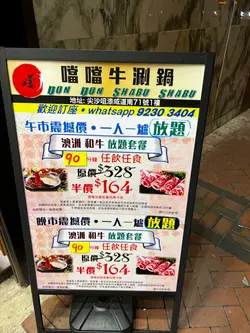 噹噹牛涮鍋
DON DON SHABU SHABU
地址:尖沙咀漆咸道南71號1樓
歡迎訂座・whatsapp 9230 3404
午市震撼價・一人一爐 放題
澳洲 和牛 放題套餐
90分鐘 任飲任食
原價$328
半價$164
晚市震撼價・一人一爐 放題
澳洲 和牛 放題套餐
90分鐘 任飲任食
原價$328
半價$164